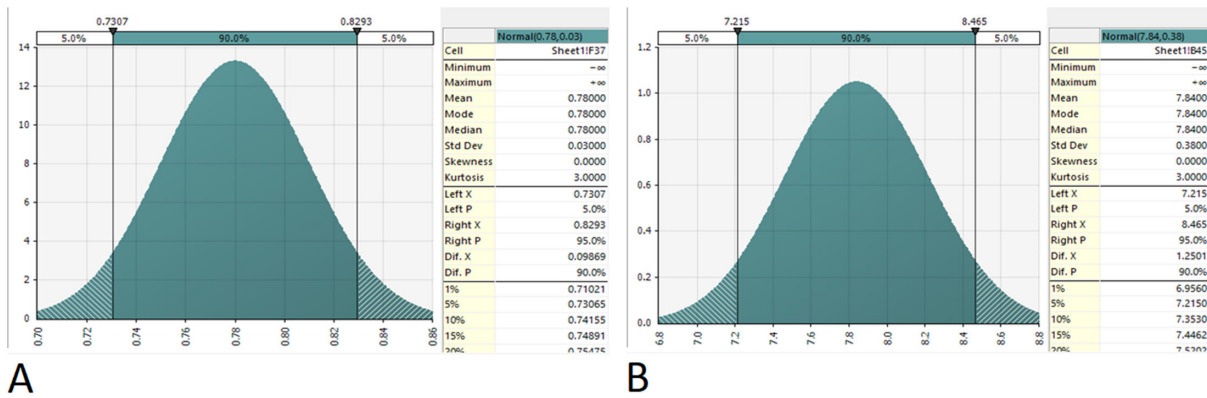 0.7307 0.8293
5.0% 90.0% 5.0%
14
12
10
8
6
4
2
0
0.70 0.72 0.74 0.76 0.78 0.80 0.82 0.84 0.86
Normal(0.78,0.03)
Cell Sheet1!F37
Minimum −∞
Maximum +∞
Mean 0.78000
Mode 0.78000
Median 0.78000
Std Dev 0.03000
Skewness 0.0000
Kurtosis 3.0000
Left X 0.7307
Left P 5.0%
Right X 0.8293
Right P 95.0%
Dif. X 0.09869
Dif. P 90.0%
1% 0.71021
5% 0.73065
10% 0.74155
15% 0.74891
20% 0.75475
A
7.215 8.465
5.0% 90.0% 5.0%
1.2
1.0
0.8
0.6
0.4
0.2
0.0
6.8 7.0 7.2 7.4 7.6 7.8 8.0 8.2 8.4 8.6 8.8
Normal(7.84,0.38)
Cell Sheet1!B45
Minimum −∞
Maximum +∞
Mean 7.8400
Mode 7.8400
Median 7.8400
Std Dev 0.3800
Skewness 0.0000
Kurtosis 3.0000
Left X 7.215
Left P 5.0%
Right X 8.465
Right P 95.0%
Dif. X 1.2501
Dif. P 90.0%
1% 6.9560
5% 7.2150
10% 7.3530
15% 7.4462
20% 7.5202
B